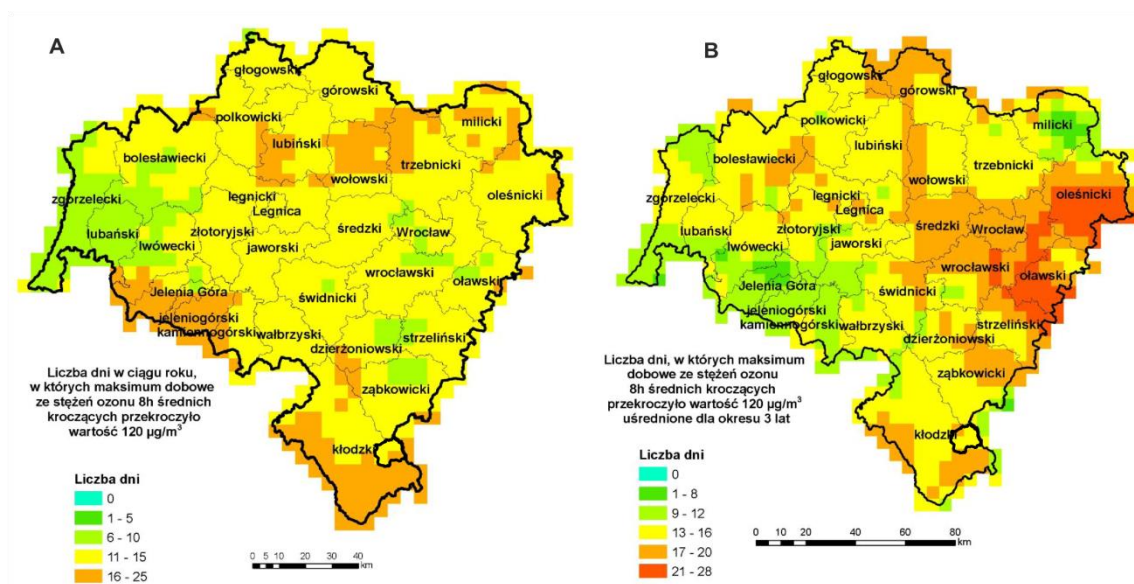 A
głogowski
górowski
polkowicki
milicki
lubiński
bolesławiecki
trzebnicki
wołowski
zgorzelecki
legnicki
oleśnicki
Legnica
lubański
złotoryjski
średzki
Wrocław
lwówecki
jaworski
wrocławski
oławski
Jelenia Góra
świdnicki
jeleniogórski
kamiennogórski
wałbrzyski
strzeliński
dzierżoniowski
ząbkowicki
kłodzki
Liczba dni w ciągu roku,
w których maksimum dobowe
ze stężeń ozonu 8h średnich
kroczących przekroczyło
wartość 120 µg/m³
Liczba dni
0
1 - 5
6 - 10
11 - 15
16 - 25
0 5 10 20 30 40
km
B
głogowski
górowski
polkowicki
milicki
lubiński
bolesławiecki
trzebnicki
wołowski
zgorzelecki
legnicki
oleśnicki
Legnica
lubański
złotoryjski
średzki
Wrocław
lwówecki
jaworski
wrocławski
oławski
Jelenia Góra
świdnicki
jeleniogórski
kamiennogórski
wałbrzyski
strzeliński
dzierżoniowski
ząbkowicki
kłodzki
Liczba dni, w których maksimum
dobowe ze stężeń ozonu
8h średnich kroczących
przekroczyło wartość 120 µg/m³
uśrednione dla okresu 3 lat
Liczba dni
0
1 - 8
9 - 12
13 - 16
17 - 20
21 - 28
0 10 20 40 60 80
km